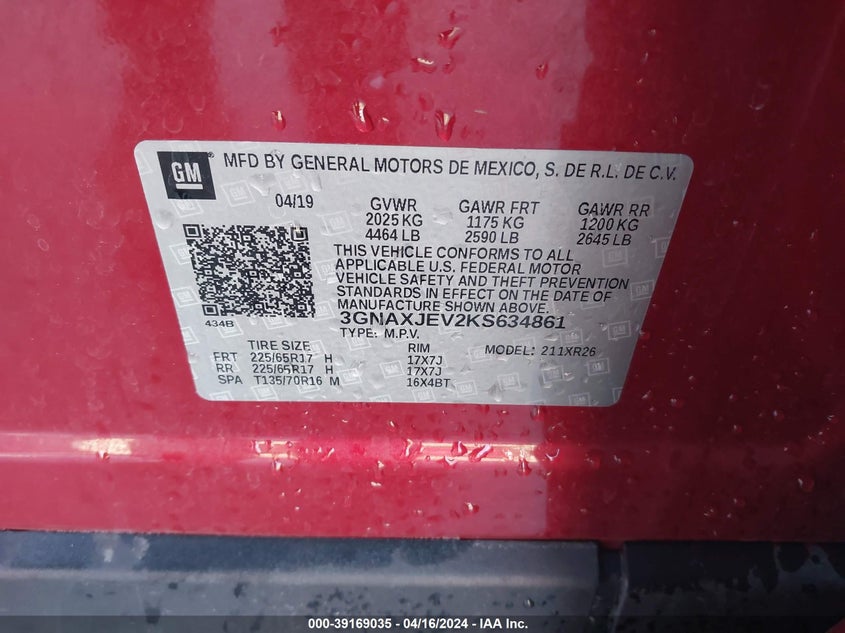 GM
MFD BY GENERAL MOTORS DE MEXICO, S. DE R.L. DE C.V.
04/19 GVWR GAWR FRT GAWR RR
2025 KG 1175 KG 1200 KG
4464 LB 2590 LB 2645 LB
THIS VEHICLE CONFORMS TO ALL
APPLICABLE U.S. FEDERAL MOTOR
VEHICLE SAFETY AND THEFT PREVENTION
STANDARDS IN EFFECT ON THE DATE OF
MANUFACTURE SHOWN ABOVE.
434B 3GNAXJEV2KS634861
TYPE: M.P.V.
TIRE SIZE RIM MODEL: 211XR26
FRT 225/65R17 H 17X7J
RR 225/65R17 H 17X7J
SPA T135/70R16 M 16X4BT
000-39169035 - 04/16/2024 - IAAI.com